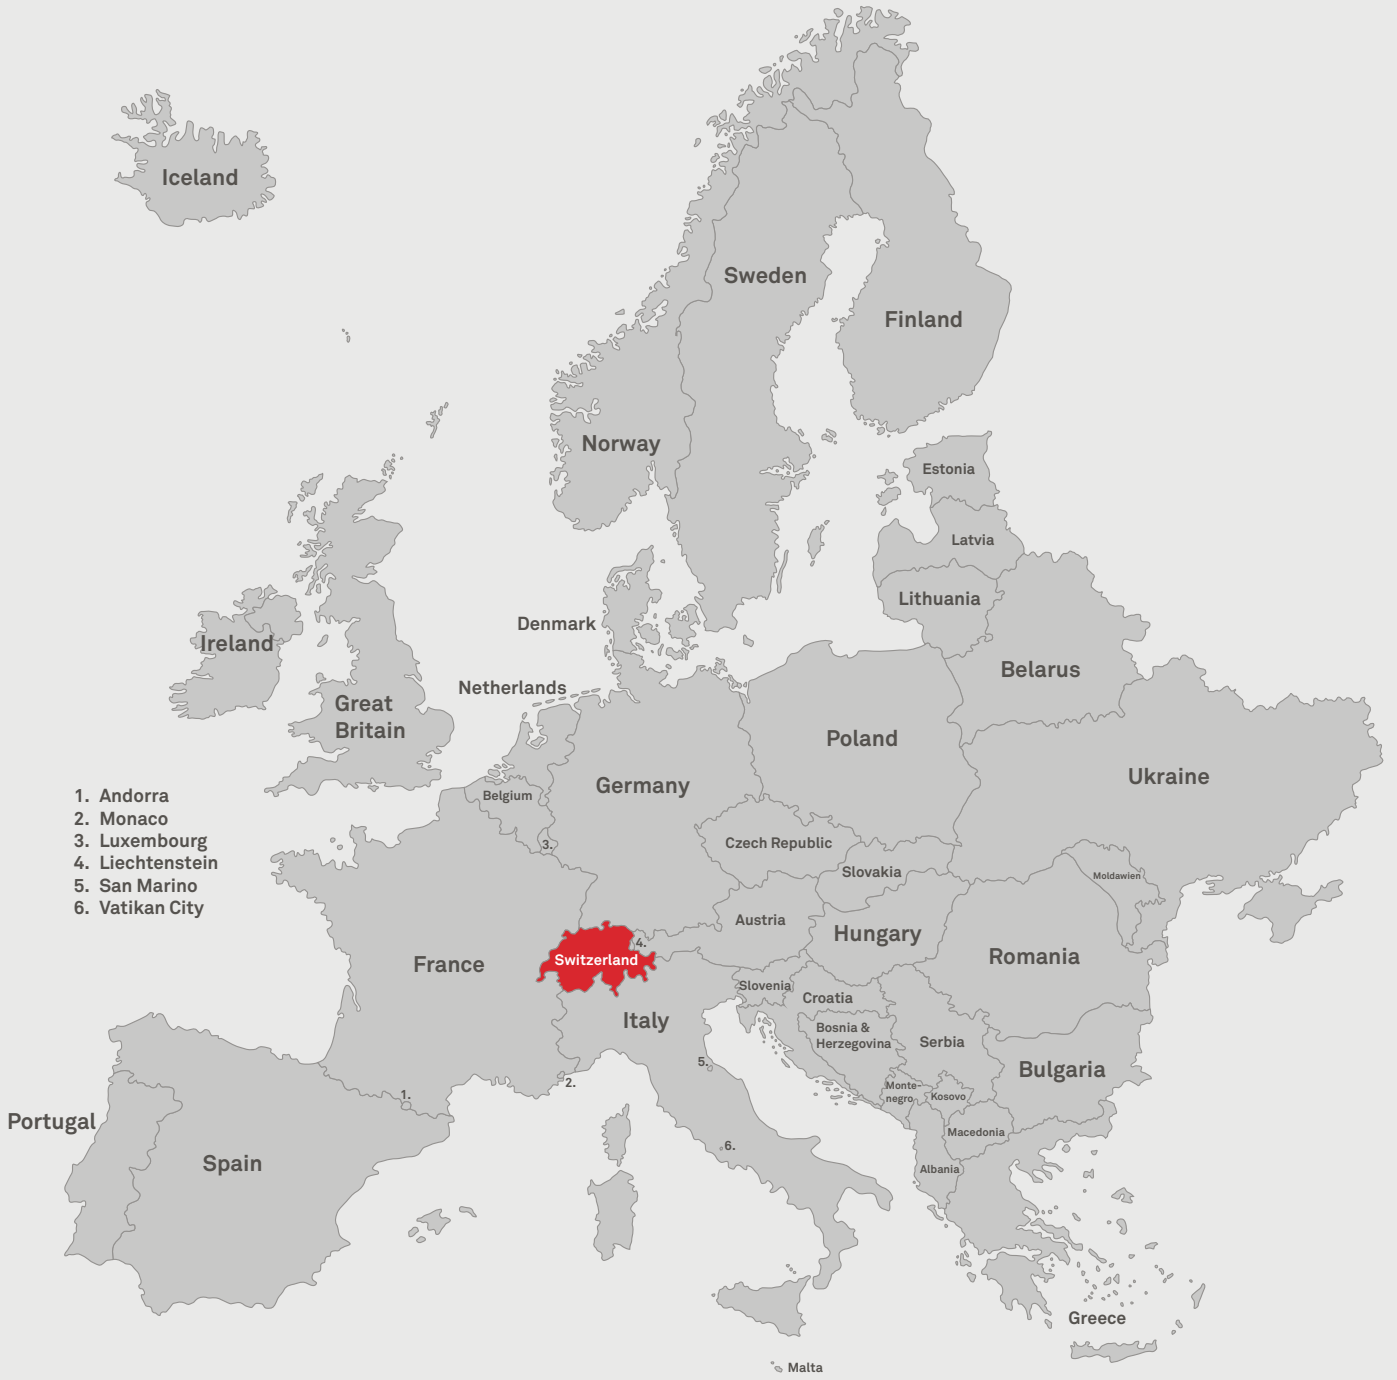 Iceland
Sweden
Finland
Norway
Estonia
Latvia
Denmark
Lithuania
Ireland
Belarus
Netherlands
Great
Britain
Poland
Ukraine
Germany
Belgium
1. Andorra
2. Monaco
3. Luxembourg
4. Liechtenstein
5. San Marino
6. Vatikan City
3.
Czech Republic
Slovakia
Moldawien
Austria
Hungary
4.
Switzerland
France
Romania
Slovenia
Croatia
Italy
Bosnia &
Herzegovina
Serbia
5.
Bulgaria
2.
1.
Monte-
negro
Kosovo
Portugal
Macedonia
6.
Spain
Albania
Greece
Malta